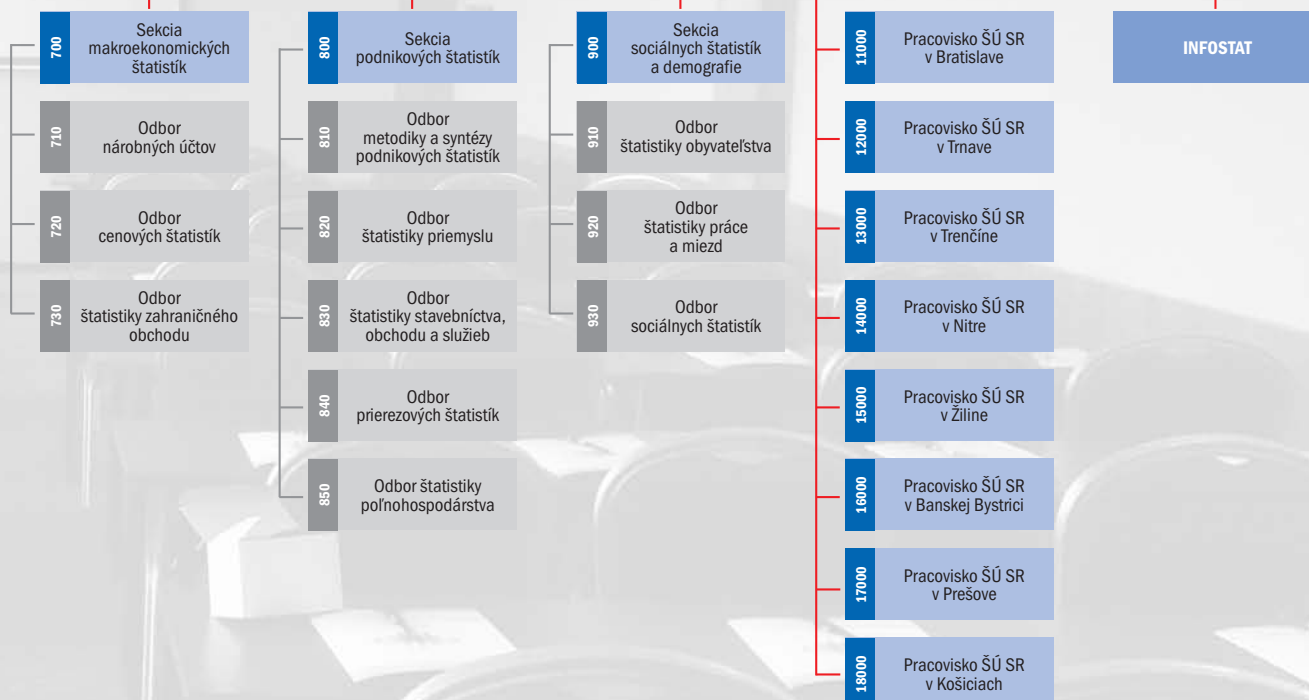 700
Sekcia
makroekonomických
štatistík
710
Odbor
národných účtov
720
Odbor
cenových štatistík
730
Odbor
štatistiky zahraničného
obchodu
800
Sekcia
podnikových štatistík
810
Odbor
metodiky a syntézy
podnikových štatistík
820
Odbor
štatistiky priemyslu
830
Odbor
štatistiky stavebníctva,
obchodu a služieb
840
Odbor
prierezových štatistík
850
Odbor štatistiky
poľnohospodárstva
900
Sekcia
sociálnych štatistík
a demografie
910
Odbor
štatistiky obyvateľstva
920
Odbor
štatistiky práce
a miezd
930
Odbor
sociálnych štatistík
11000
Pracovisko ŠÚ SR
v Bratislave
12000
Pracovisko ŠÚ SR
v Trnave
13000
Pracovisko ŠÚ SR
v Trenčíne
14000
Pracovisko ŠÚ SR
v Nitre
15000
Pracovisko ŠÚ SR
v Žiline
16000
Pracovisko ŠÚ SR
v Banskej Bystrici
17000
Pracovisko ŠÚ SR
v Prešove
18000
Pracovisko ŠÚ SR
v Košiciach
INFOSTAT